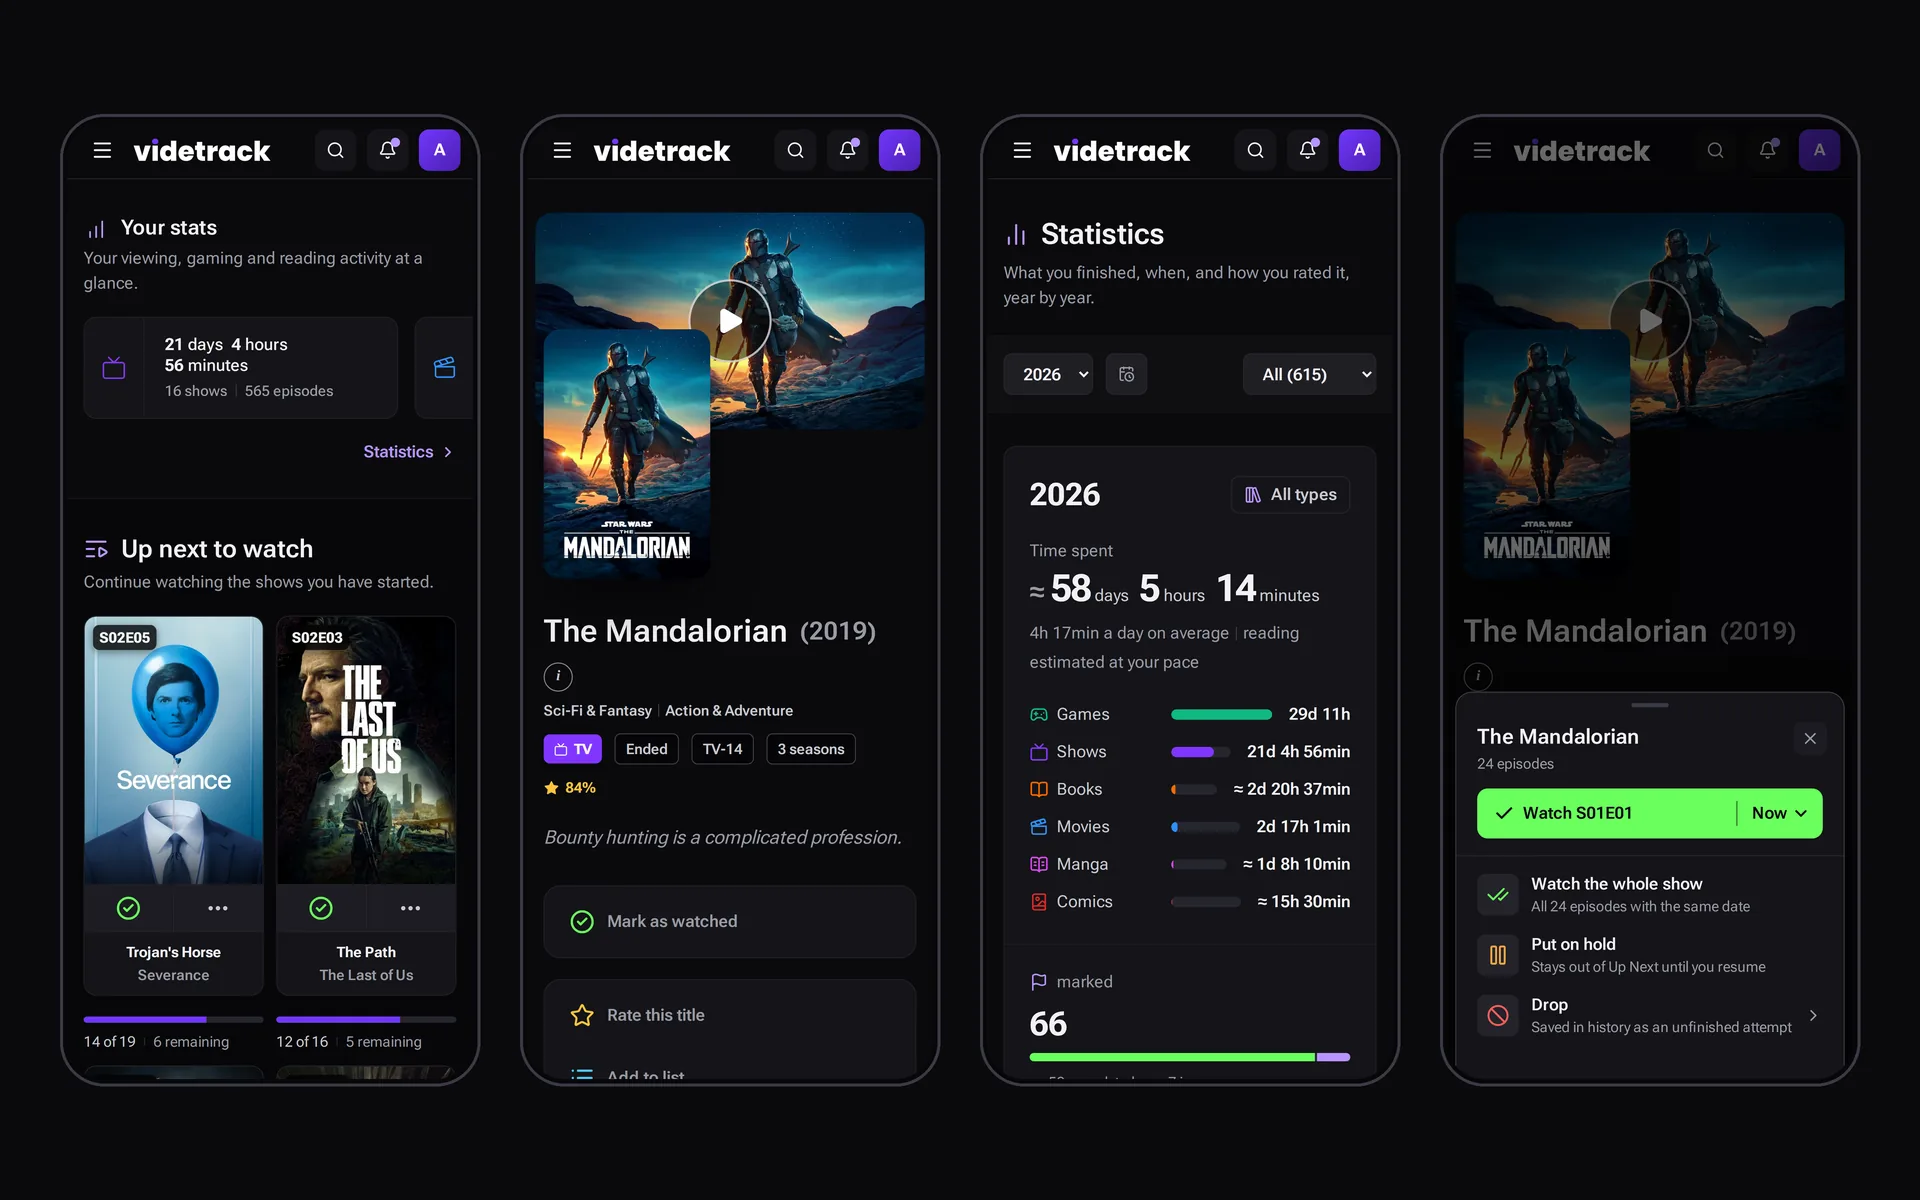 videtrack
A
Your stats
Your viewing, gaming and reading activity at a
glance.
21 days 4 hours
56 minutes
16 shows | 565 episodes
Statistics
Up next to watch
Continue watching the shows you have started.
S02E05
Severance
Trojan's Horse
Severance
14 of 19 | 6 remaining
S02E03
THE
LAST
OF US
The Path
The Last of Us
12 of 16 | 5 remaining
videtrack
A
STAR WARS
THE
MANDALORIAN
The Mandalorian (2019)
i
Sci-Fi & Fantasy | Action & Adventure
TV
Ended
TV-14
3 seasons
84%
Bounty hunting is a complicated profession.
Mark as watched
Rate this title
Add to list
videtrack
A
Statistics
What you finished, when, and how you rated it,
year by year.
2026
All (615)
2026
All types
Time spent
≈ 58 days 5 hours 14 minutes
4h 17min a day on average | reading
estimated at your pace
Games 29d 11h
Shows 21d 4h 56min
Books ≈ 2d 20h 37min
Movies 2d 17h 1min
Manga ≈ 1d 8h 10min
Comics ≈ 15h 30min
marked
66
videtrack
A
STAR WARS
THE
MANDALORIAN
The Mandalorian (2019)
i
The Mandalorian
24 episodes
Watch S01E01
Now
Watch the whole show
All 24 episodes with the same date
Put on hold
Stays out of Up Next until you resume
Drop
Saved in history as an unfinished attempt